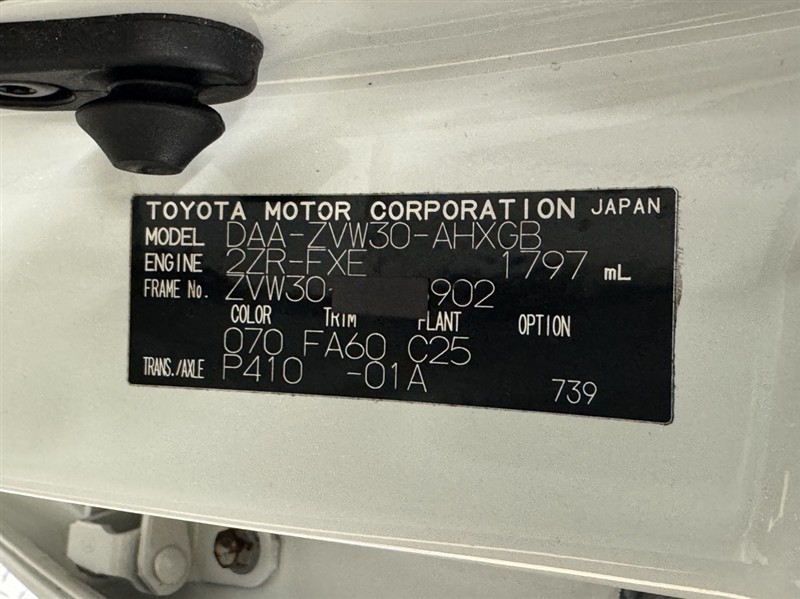 TOYOTA MOTOR CORPORATION JAPAN
MODEL DAA-ZVW30-AHXGB
ENGINE 2ZR-FXE 1797 mL
FRAME No. ZVW30- 902
COLOR TRIM PLANT OPTION
070 FA60 C25
TRANS./AXLE P410 -01A 739